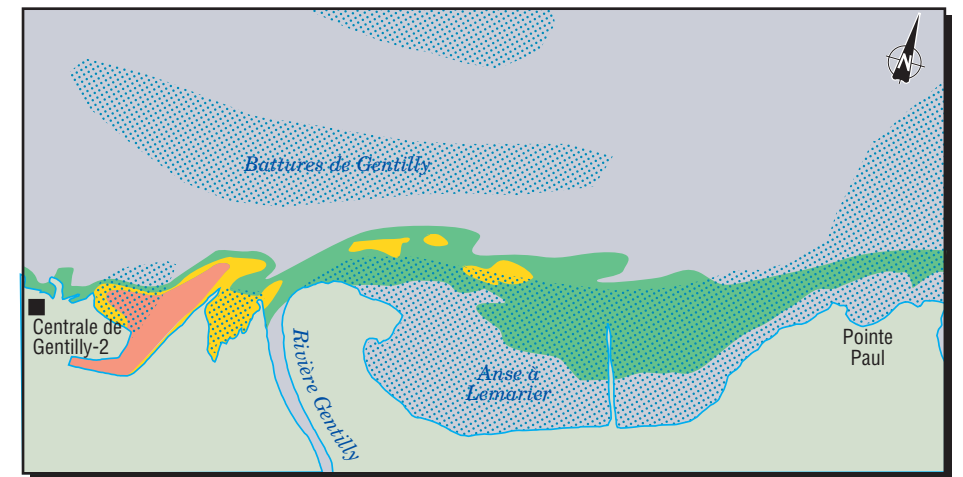 N
Battures de Gentilly
Centrale de
Gentilly-2
Rivière Gentilly
Anse à
Lemarier
Pointe
Paul